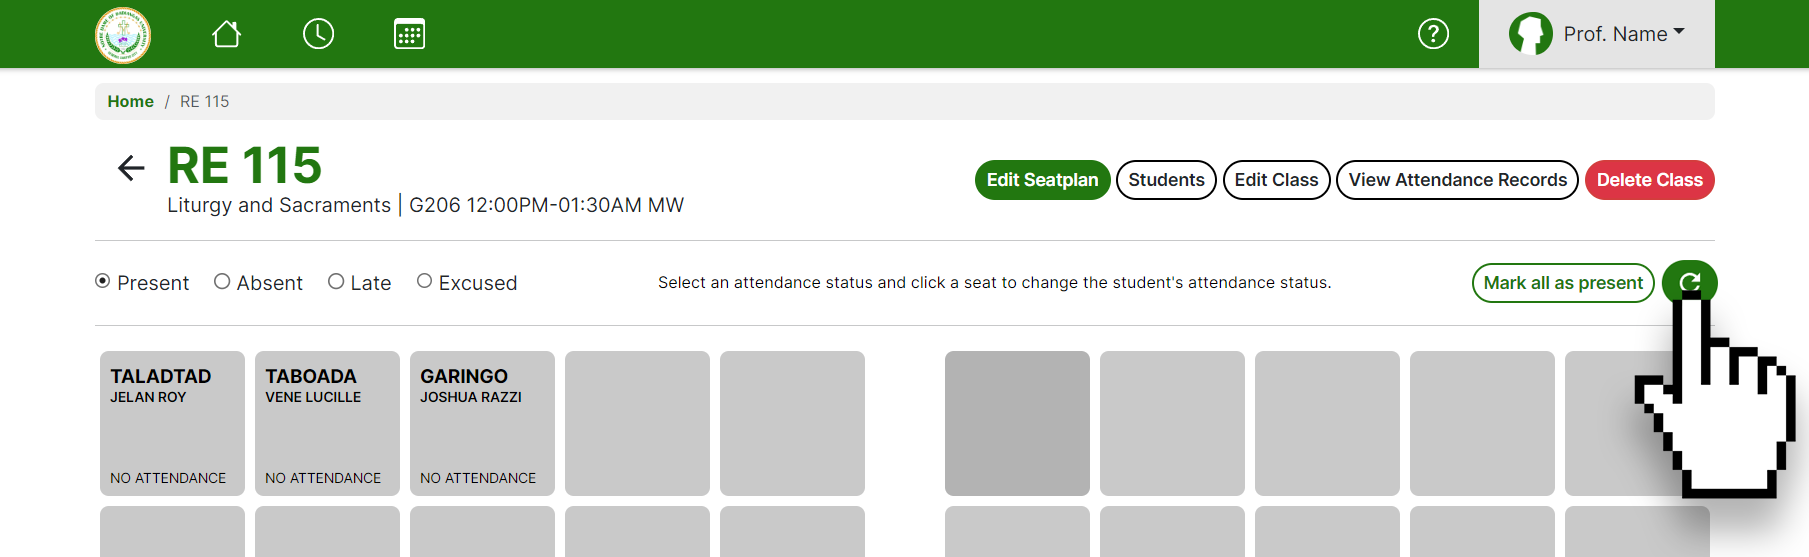 Prof. Name
Home / RE 115
RE 115
Liturgy and Sacraments | G206 12:00PM-01:30AM MW
Edit Seatplan
Students
Edit Class
View Attendance Records
Delete Class
Present
Absent
Late
Excused
Select an attendance status and click a seat to change the student's attendance status.
Mark all as present
TALADTAD
JELAN ROY
NO ATTENDANCE
TABOADA
VENE LUCILLE
NO ATTENDANCE
GARINGO
JOSHUA RAZZI
NO ATTENDANCE